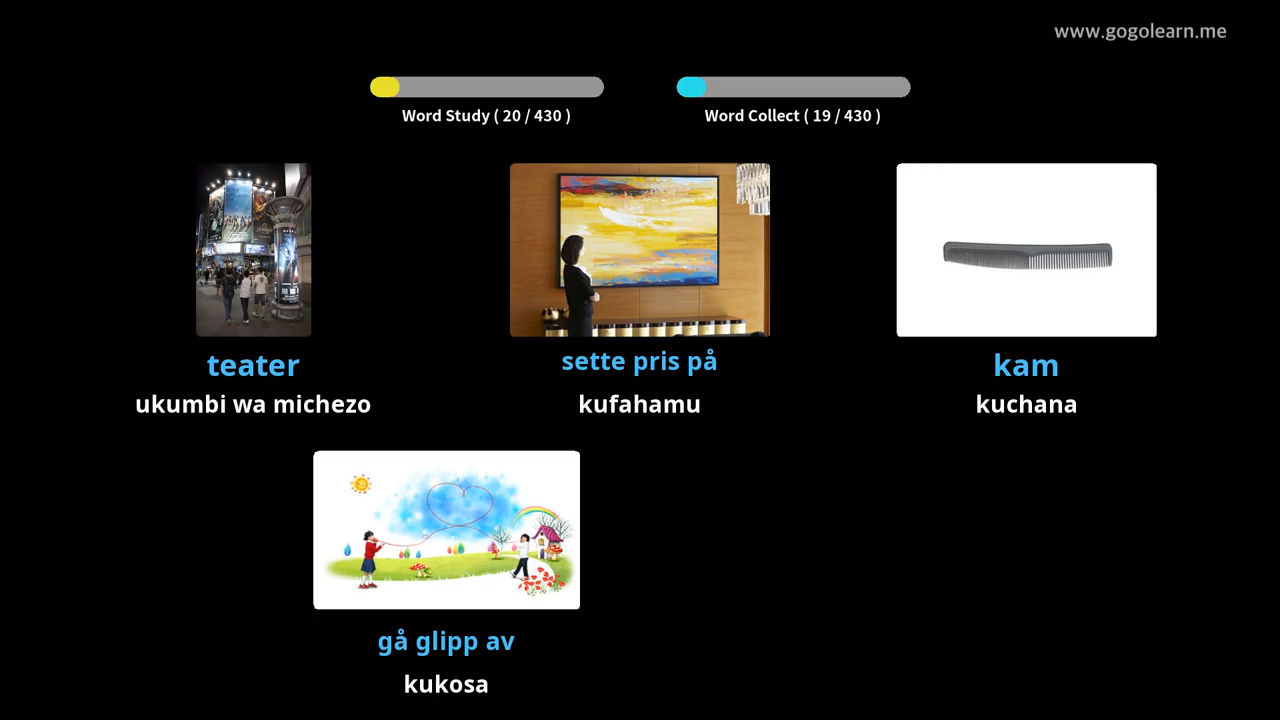 www.gogolearn.me
Word Study ( 20 / 430 )
Word Collect ( 19 / 430 )
teater
ukumbi wa michezo
sette pris på
kufahamu
kam
kuchana
gå glipp av
kukosa